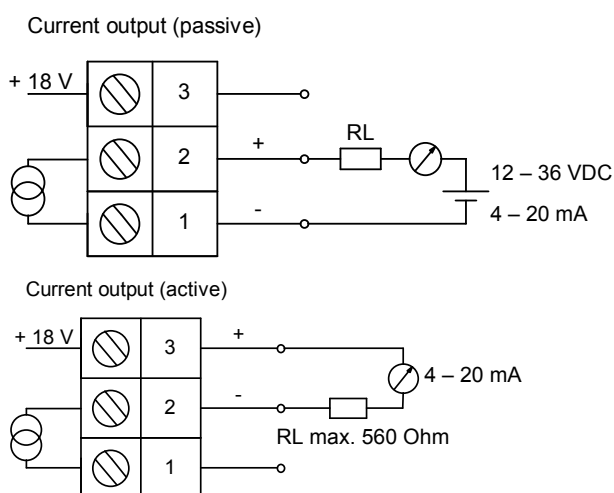 Current output (passive)
+ 18 V
3
2
+
RL
12 – 36 VDC
1
-
4 – 20 mA
Current output (active)
+ 18 V
3
+
4 – 20 mA
2
-
RL max. 560 Ohm
1